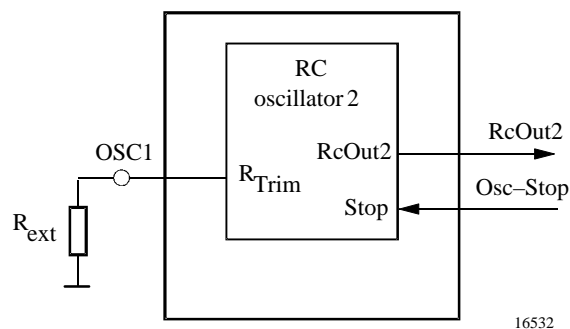 RC
oscillator 2
RcOut2
RcOut2
OSC1
RTrim
Osc–Stop
Stop
Rext
16532